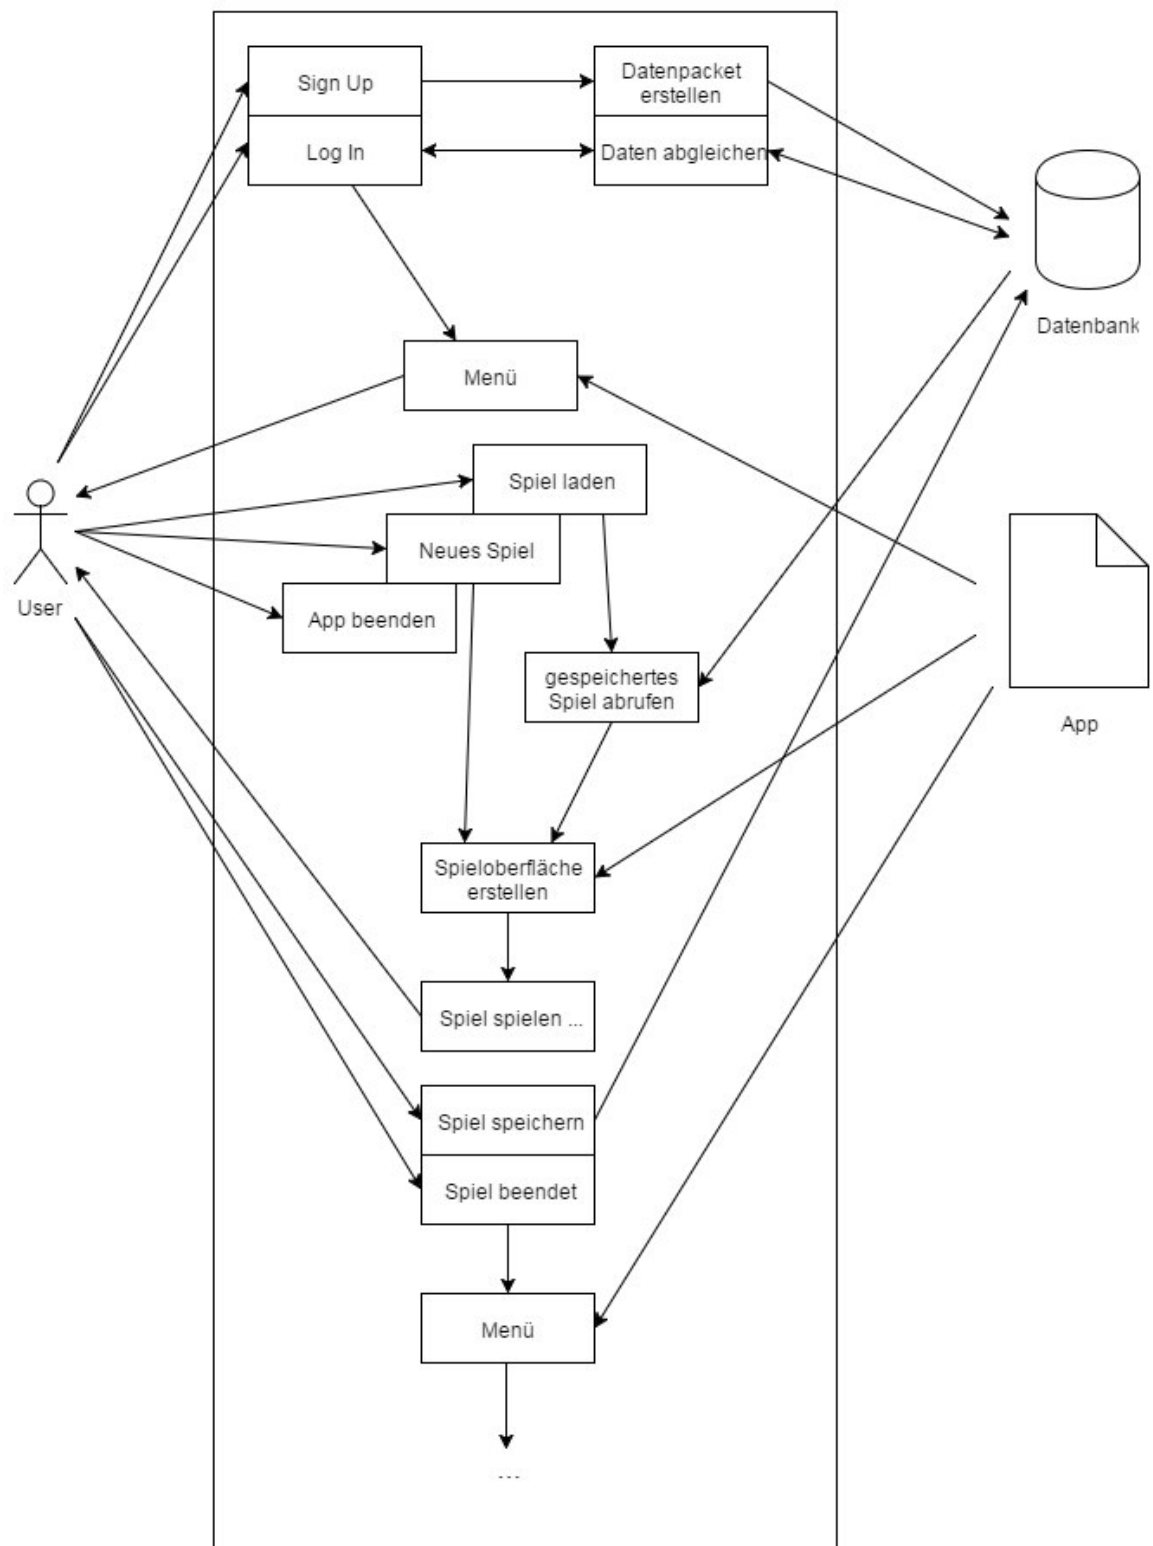 Sign Up
Datenpacket
erstellen
Log In
Daten abgleichen
Datenbank
Menü
Spiel laden
Neues Spiel
App beenden
User
gespeichertes
Spiel abrufen
App
Spieloberfläche
erstellen
Spiel spielen ...
Spiel speichern
Spiel beendet
Menü
...